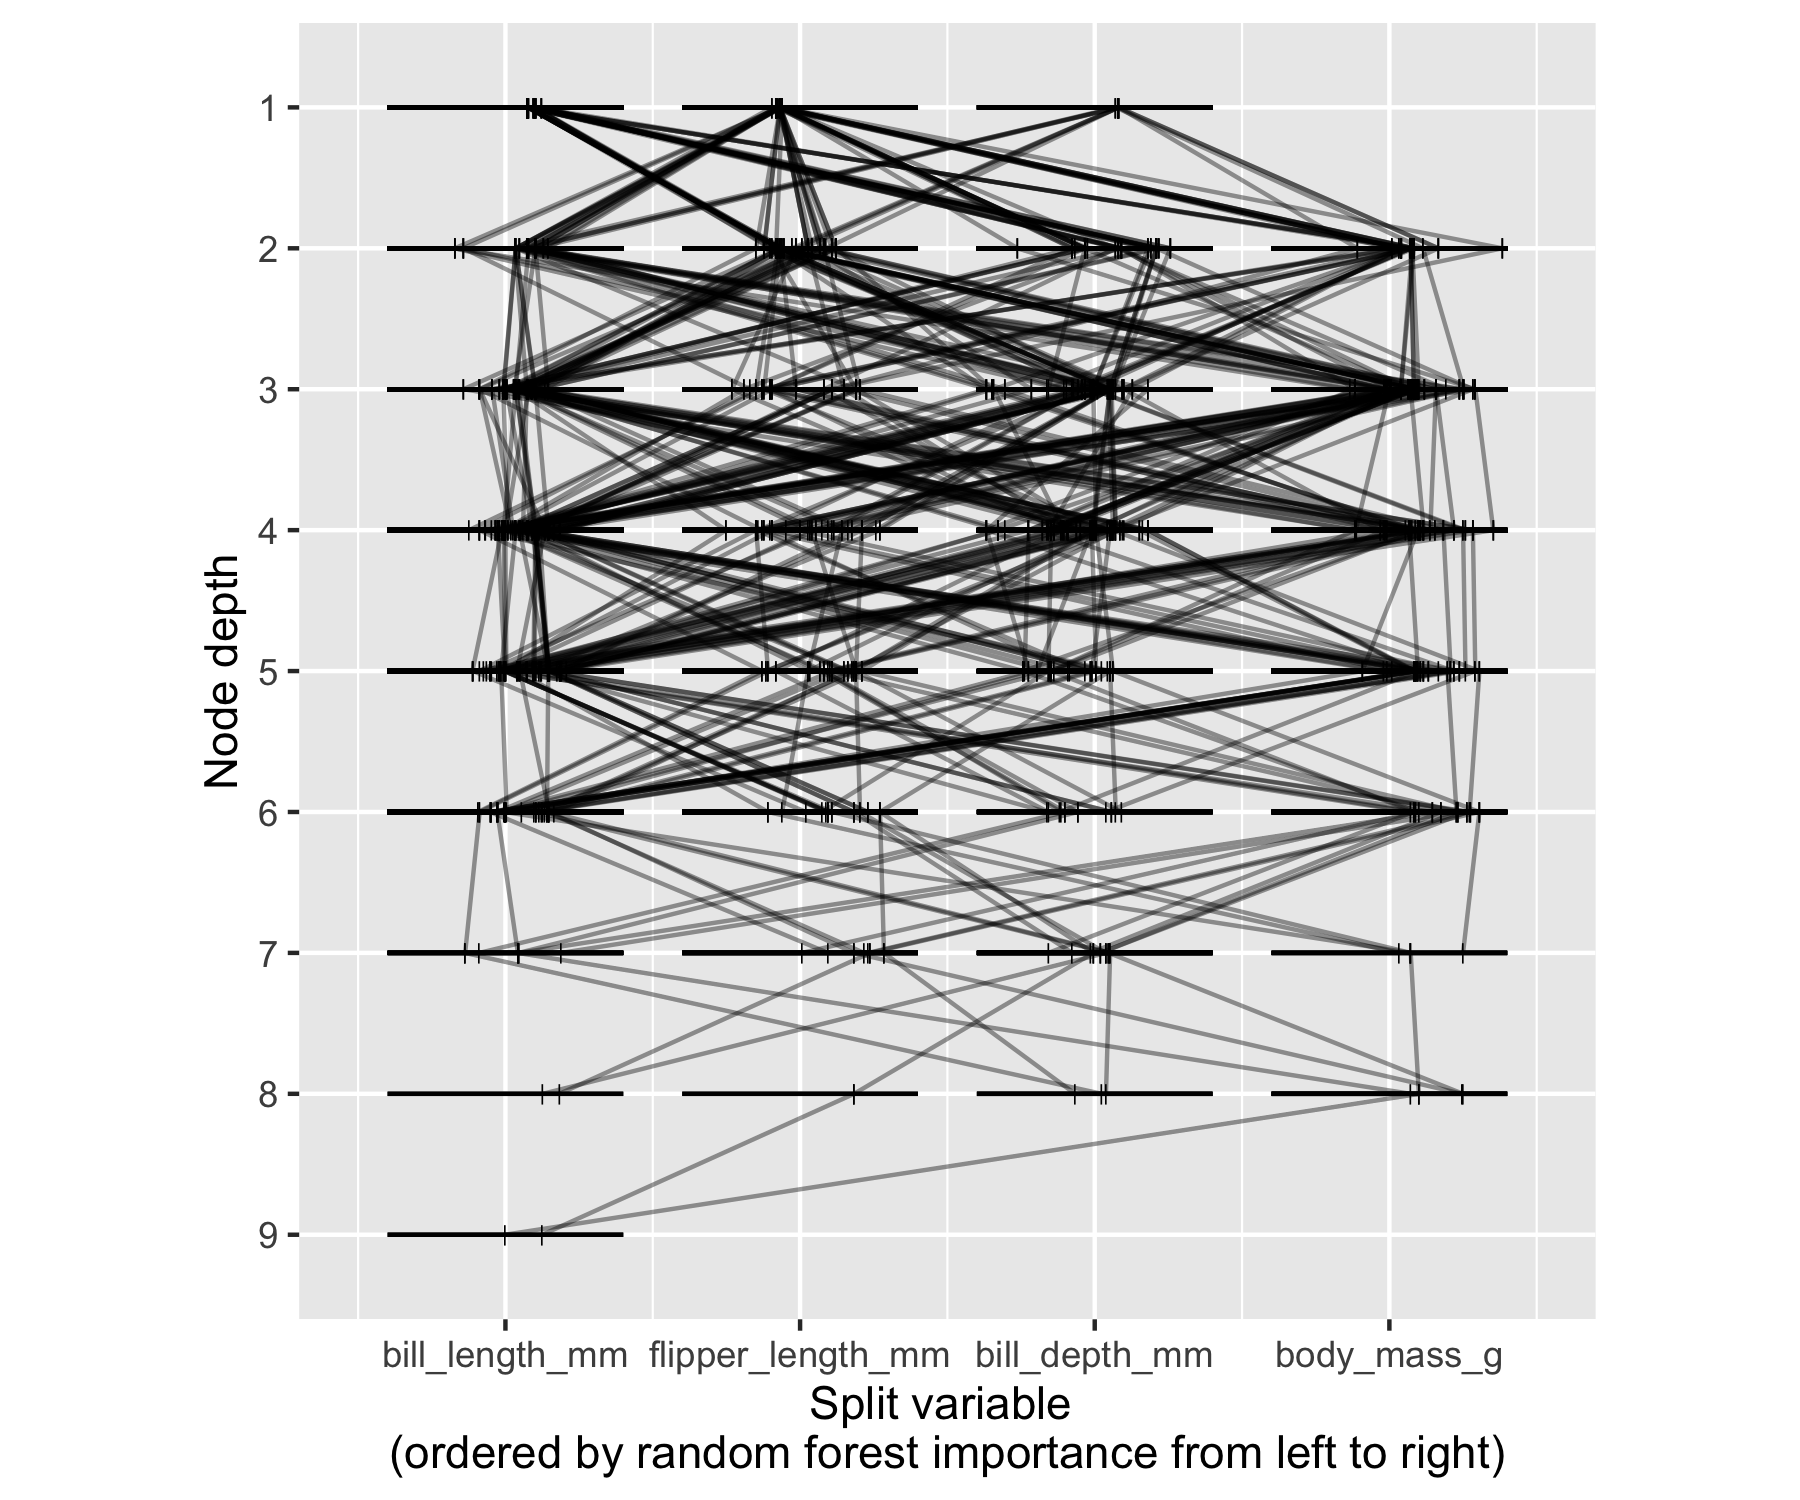 Node depth
1
2
3
4
5
6
7
8
9
bill_length_mm flipper_length_mm bill_depth_mm body_mass_g
Split variable
(ordered by random forest importance from left to right)